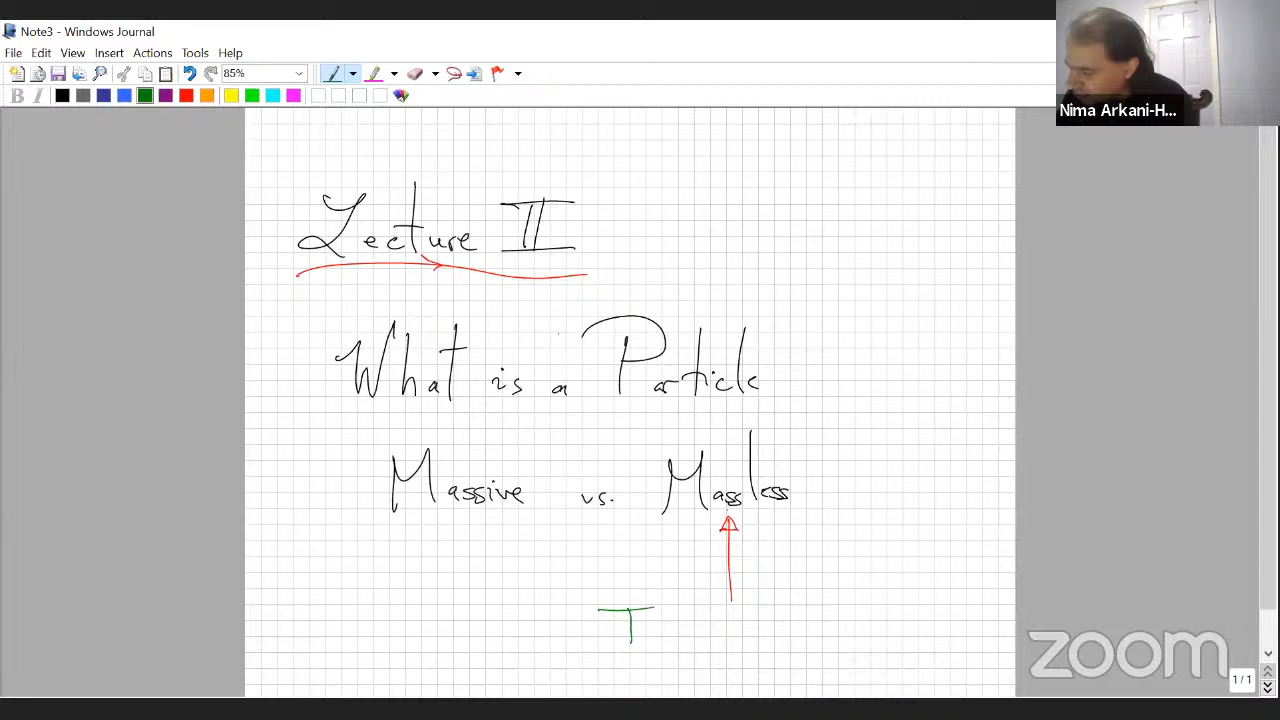 Note3 - Windows Journal
File Edit View Insert Actions Tools Help
85%
B I
Nima Arkani-H...
Lecture II
What is a Particle
Massive vs. Massless
T
zoom
1 / 1